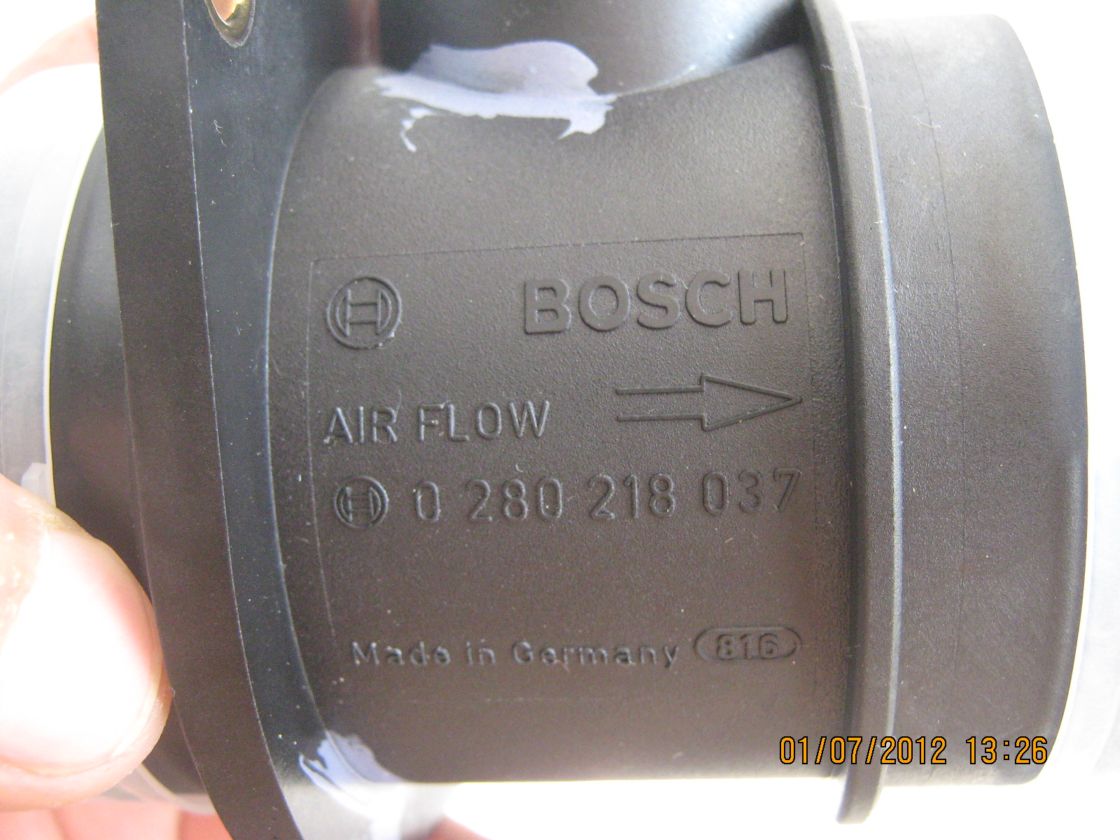 BOSCH
AIR FLOW
0 280 218 037
Made in Germany 816
01/07/2012 13:26